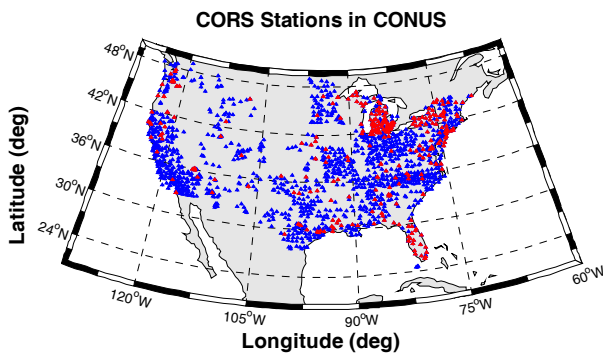 CORS Stations in CONUS
48°N
42°N
36°N
30°N
24°N
Latitude (deg)
120°W
105°W
90°W
75°W
60°W
Longitude (deg)